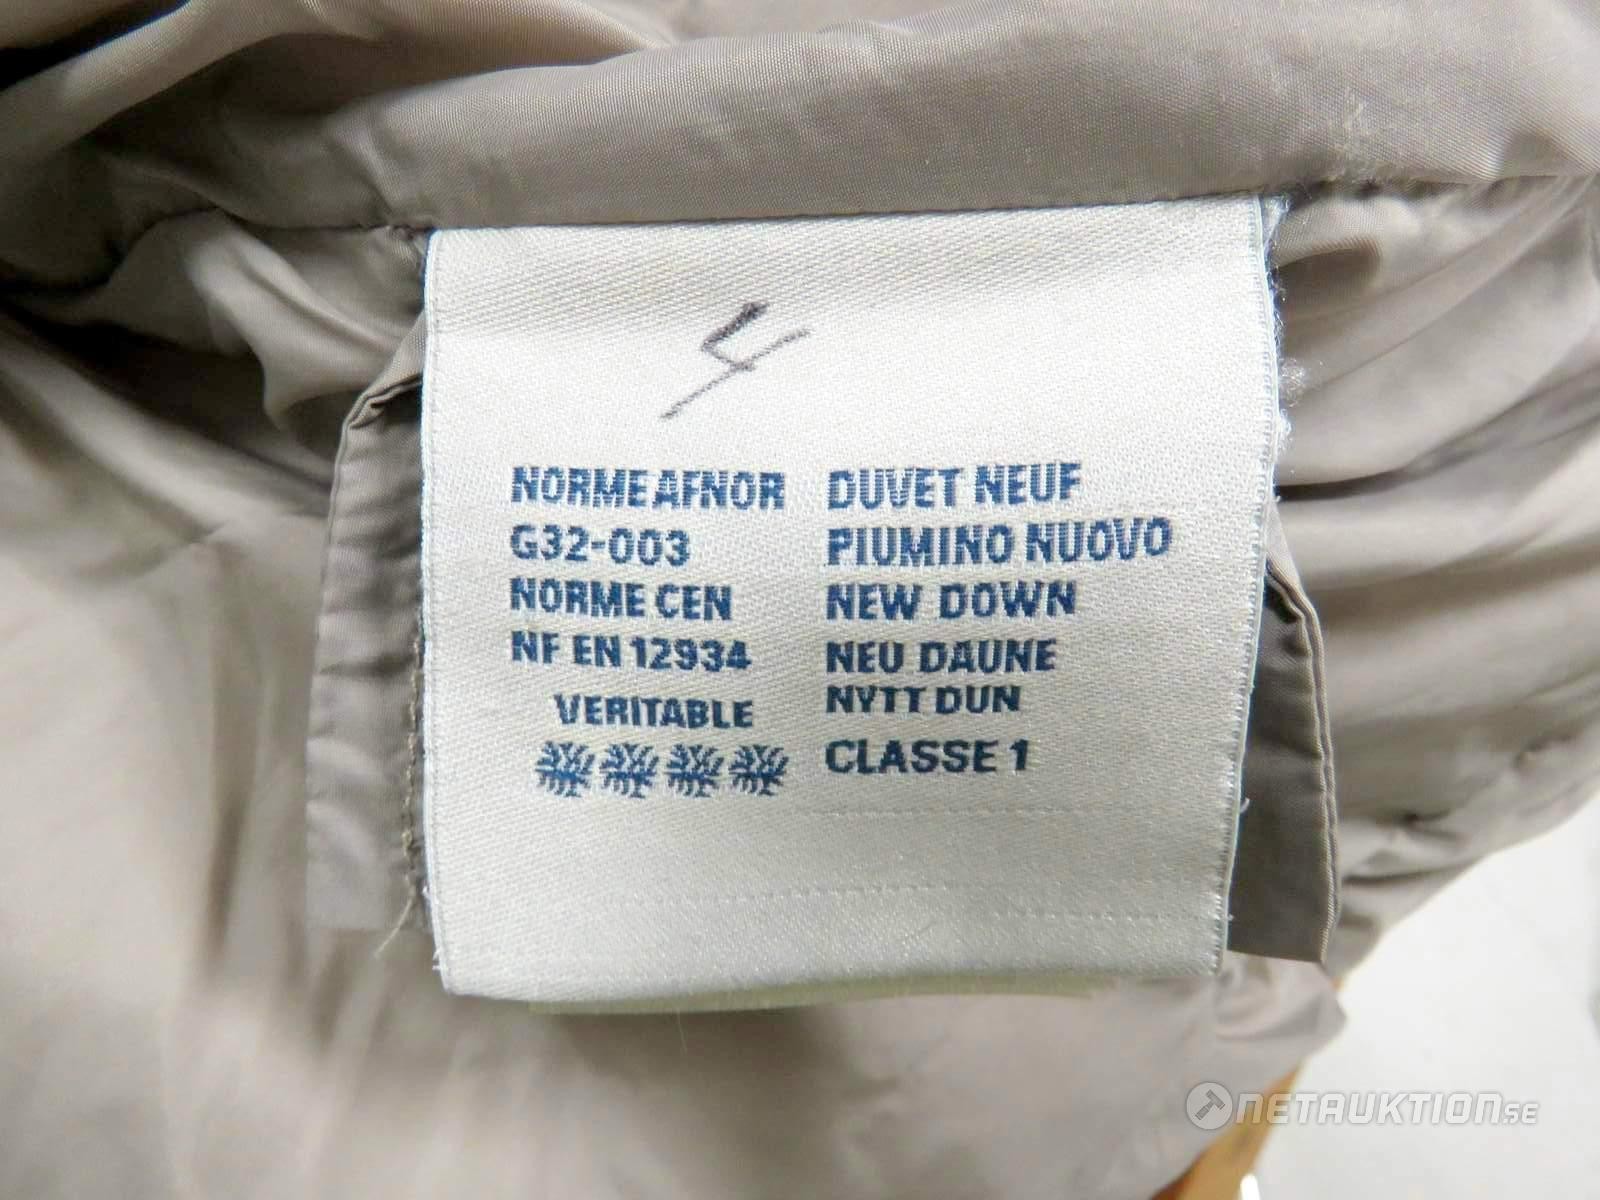 4
NORME AFNOR
G32-003
NORME CEN
NF EN 12934
VERITABLE
DUVET NEUF
PIUMINO NUOVO
NEW DOWN
NEU DAUNE
NYTT DUN
CLASSE 1
NETAUKTION.SE